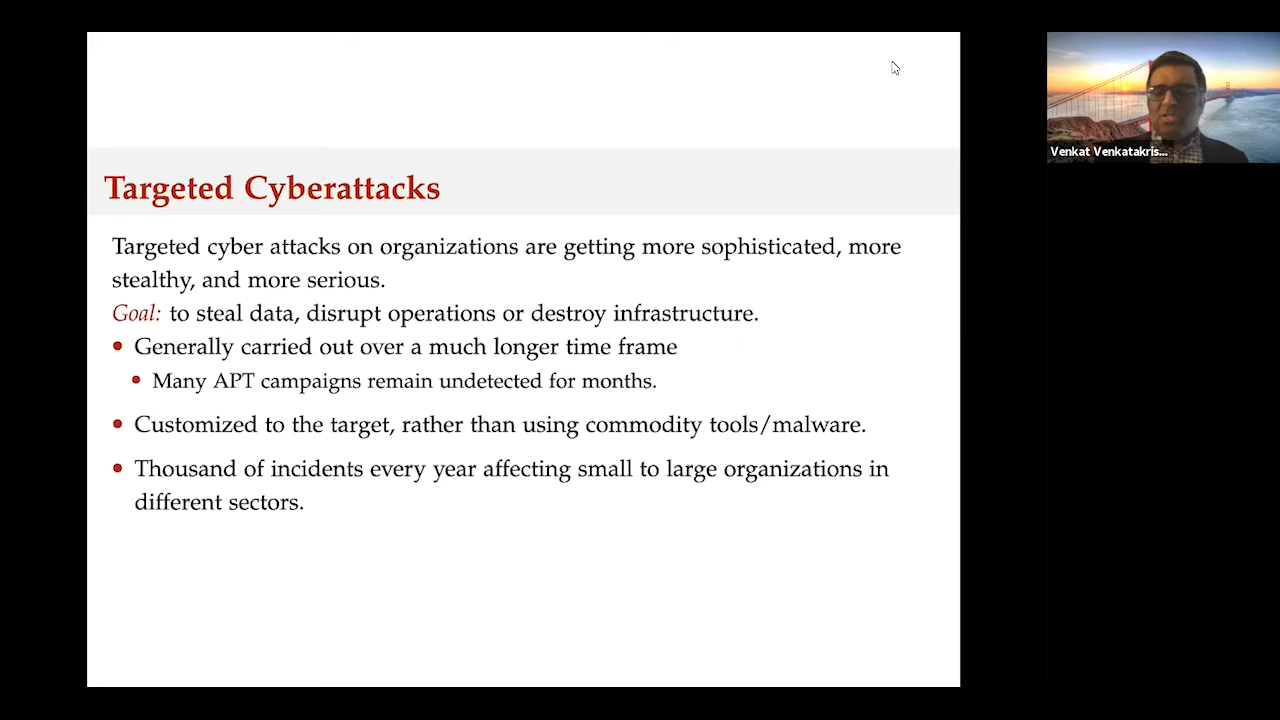 Targeted Cyberattacks
Targeted cyber attacks on organizations are getting more sophisticated, more
stealthy, and more serious.
Goal: to steal data, disrupt operations or destroy infrastructure.
• Generally carried out over a much longer time frame
• Many APT campaigns remain undetected for months.
• Customized to the target, rather than using commodity tools/malware.
• Thousand of incidents every year affecting small to large organizations in
different sectors.
Venkat Venkatakris...